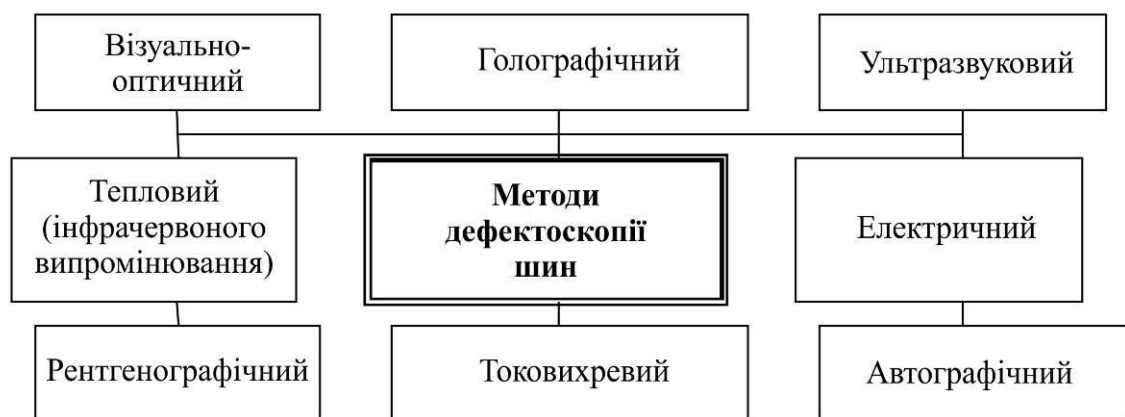 Візуально-
оптичний
Голографічний
Ультразвуковий
Тепловий
(інфрачервоного
випромінювання)
Методи
дефектоскопії
шин
Електричний
Рентгенографічний
Токовихревий
Автографічний